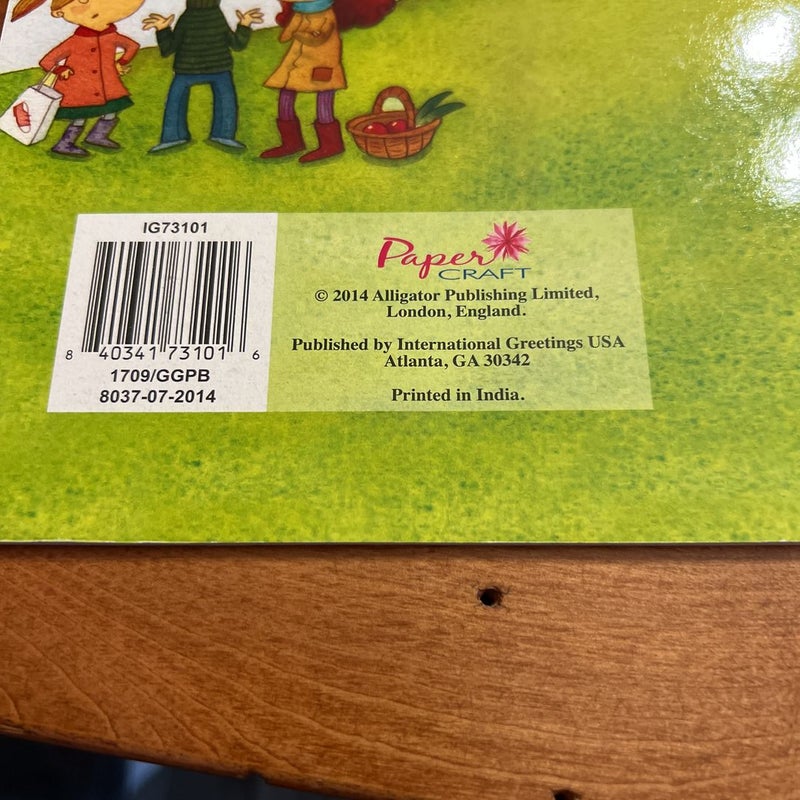 IG73101
8 40341 73101 6
1709/GGPB
8037-07-2014
Paper
CRAFT
© 2014 Alligator Publishing Limited,
London, England.
Published by International Greetings USA
Atlanta, GA 30342
Printed in India.